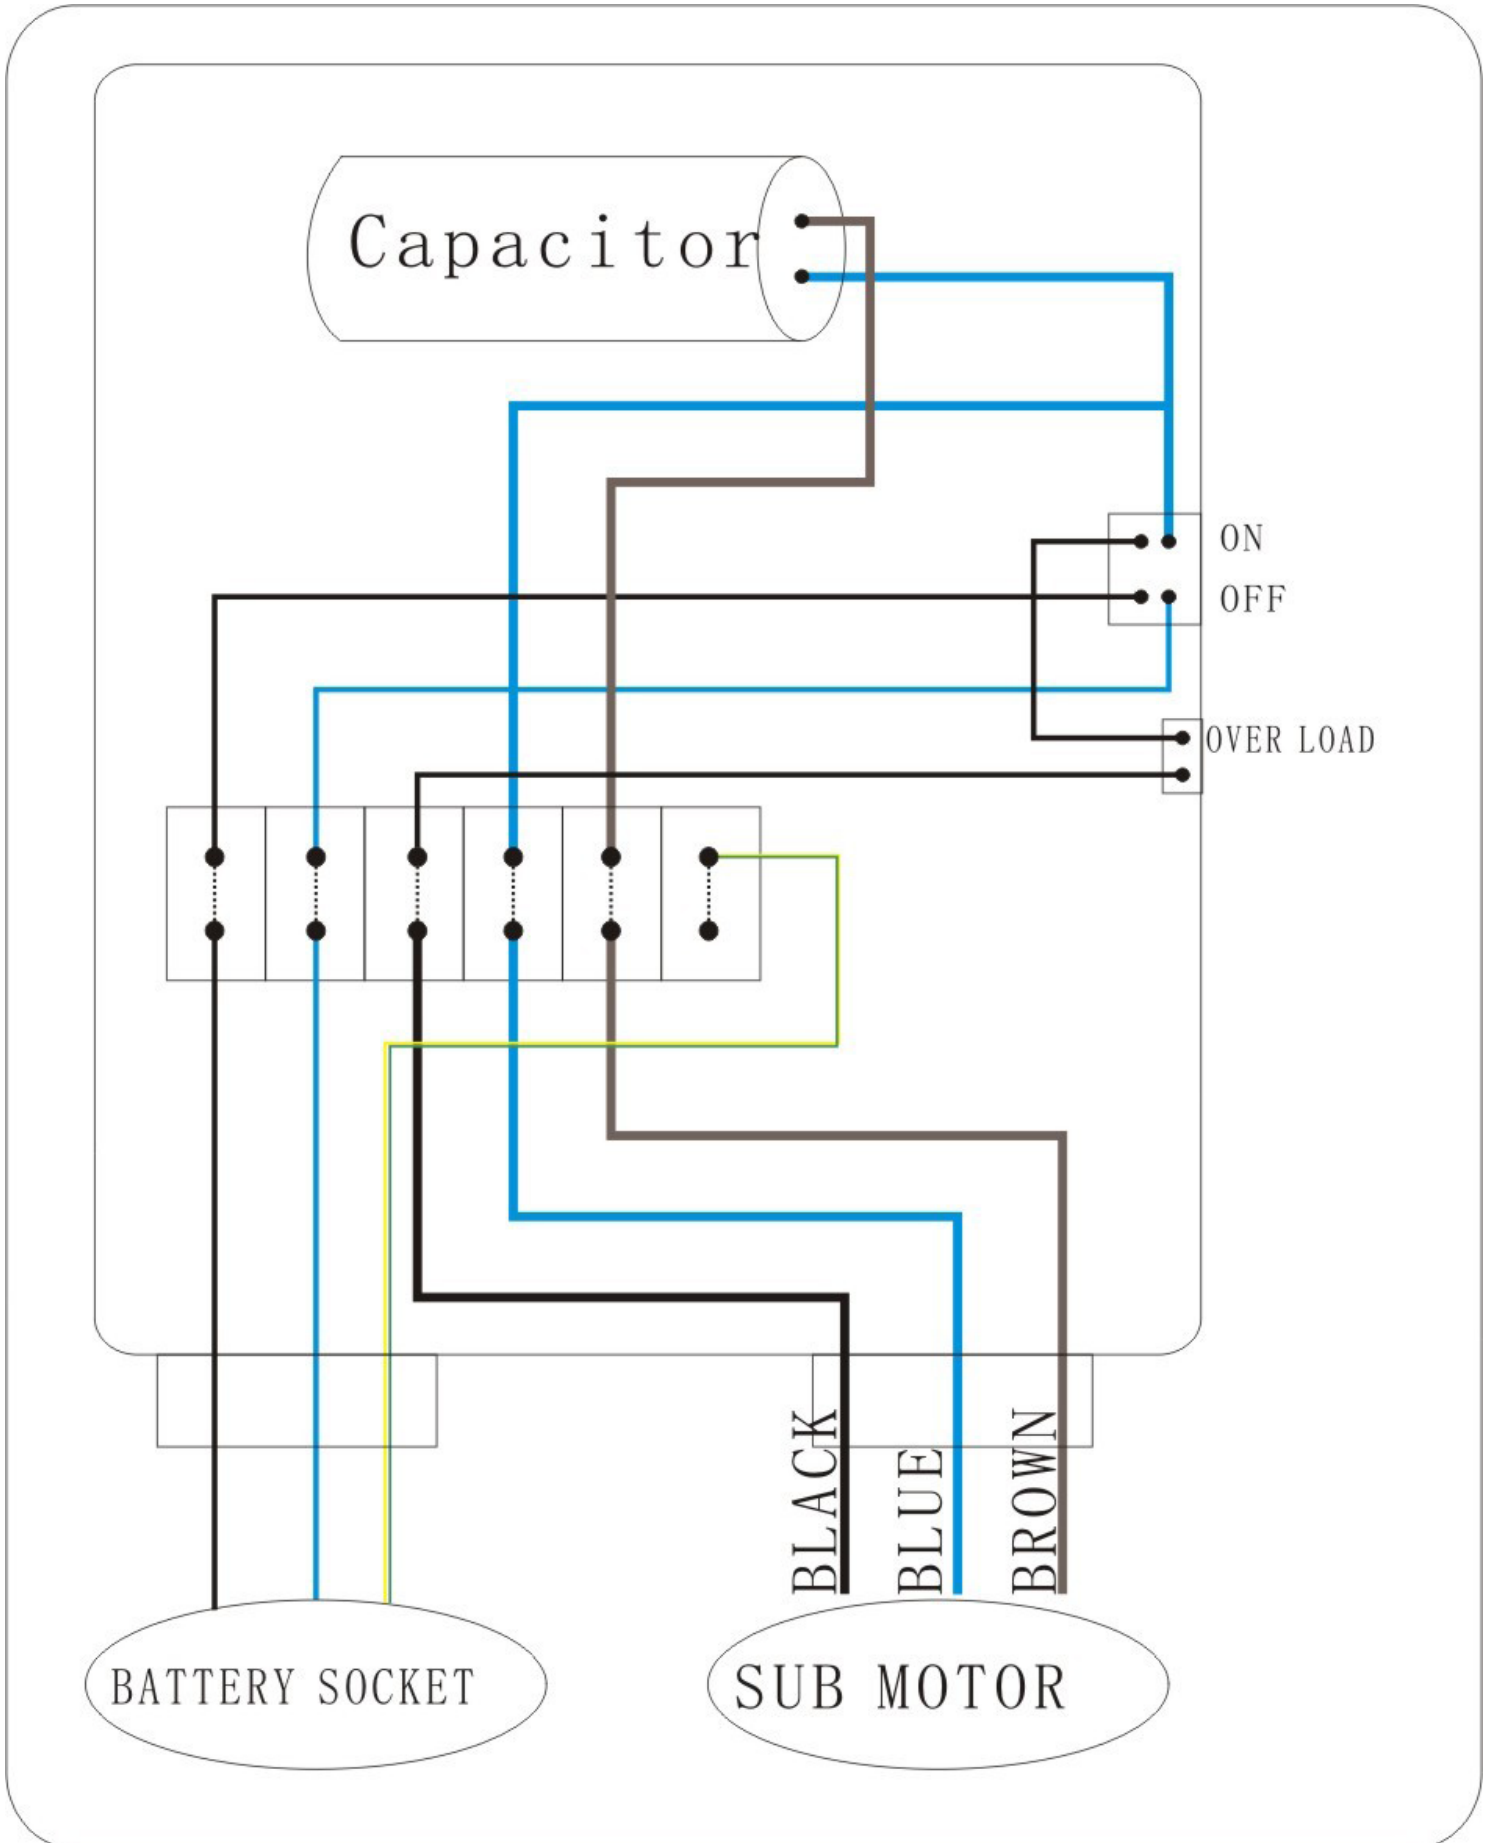 Capacitor
ON
OFF
OVER LOAD
BLACK
BLUE
BROWN
BATTERY SOCKET
SUB MOTOR